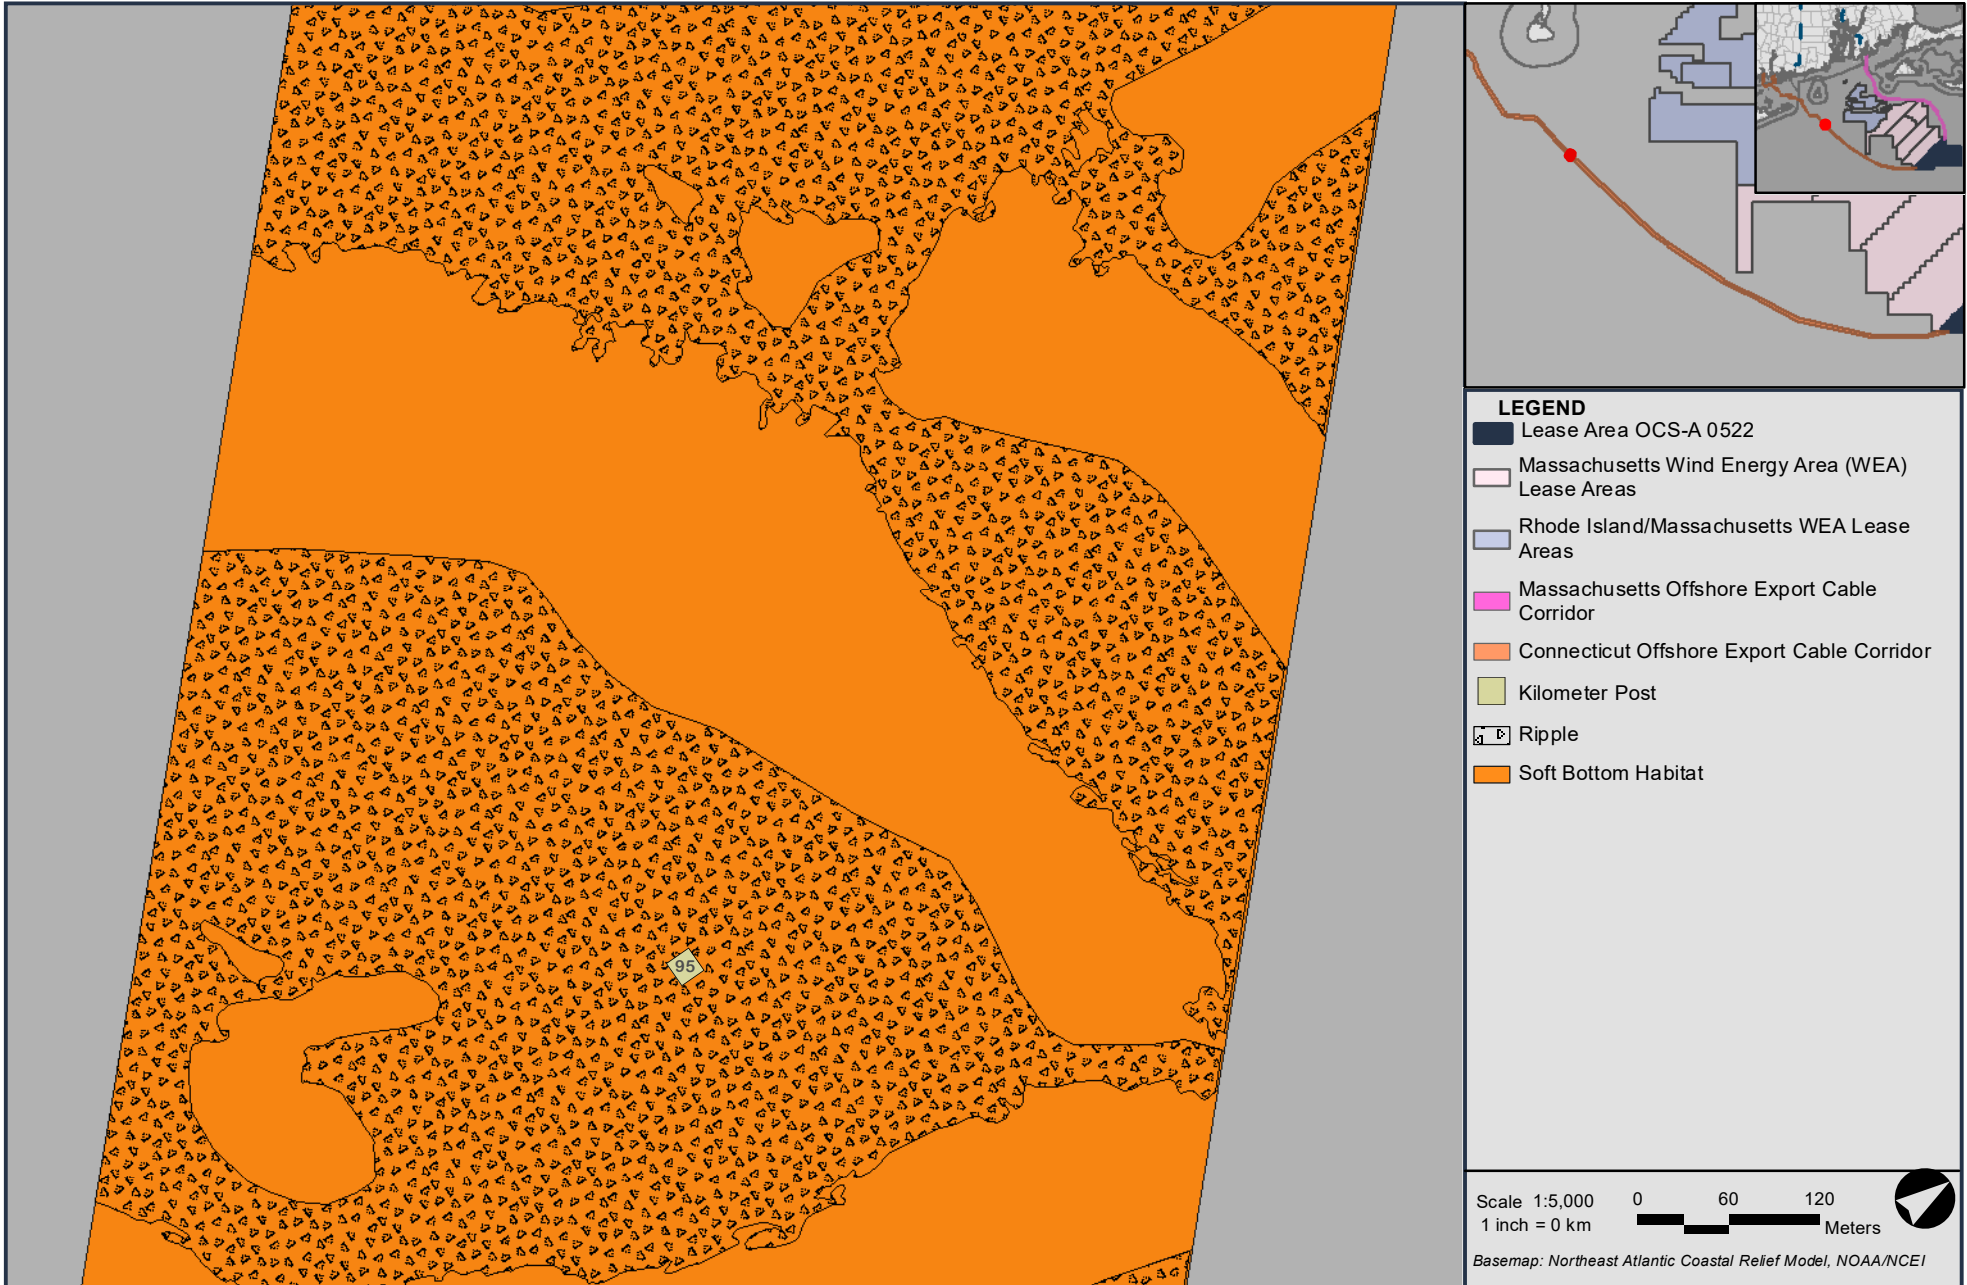 95
LEGEND
Lease Area OCS-A 0522
Massachusetts Wind Energy Area (WEA)
Lease Areas
Rhode Island/Massachusetts WEA Lease
Areas
Massachusetts Offshore Export Cable
Corridor
Connecticut Offshore Export Cable Corridor
Kilometer Post
Ripple
Soft Bottom Habitat
Scale 1:5,000
1 inch = 0 km
0 60 120
Meters
Basemap: Northeast Atlantic Coastal Relief Model, NOAA/NCEI